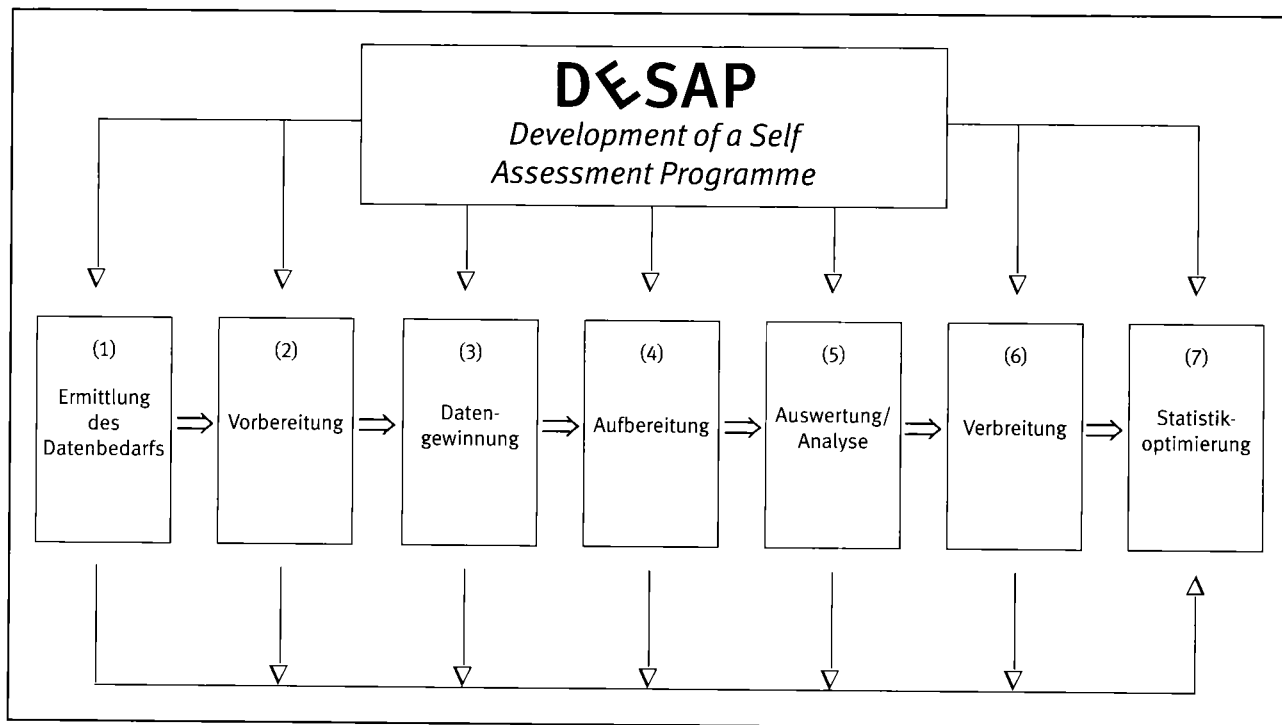 DESAP
Development of a Self
Assessment Programme
(1)
Ermittlung
des
Datenbedarfs
(2)
Vorbereitung
(3)
Daten-
gewinnung
(4)
Aufbereitung
(5)
Auswertung/
Analyse
(6)
Verbreitung
(7)
Statistik-
optimierung